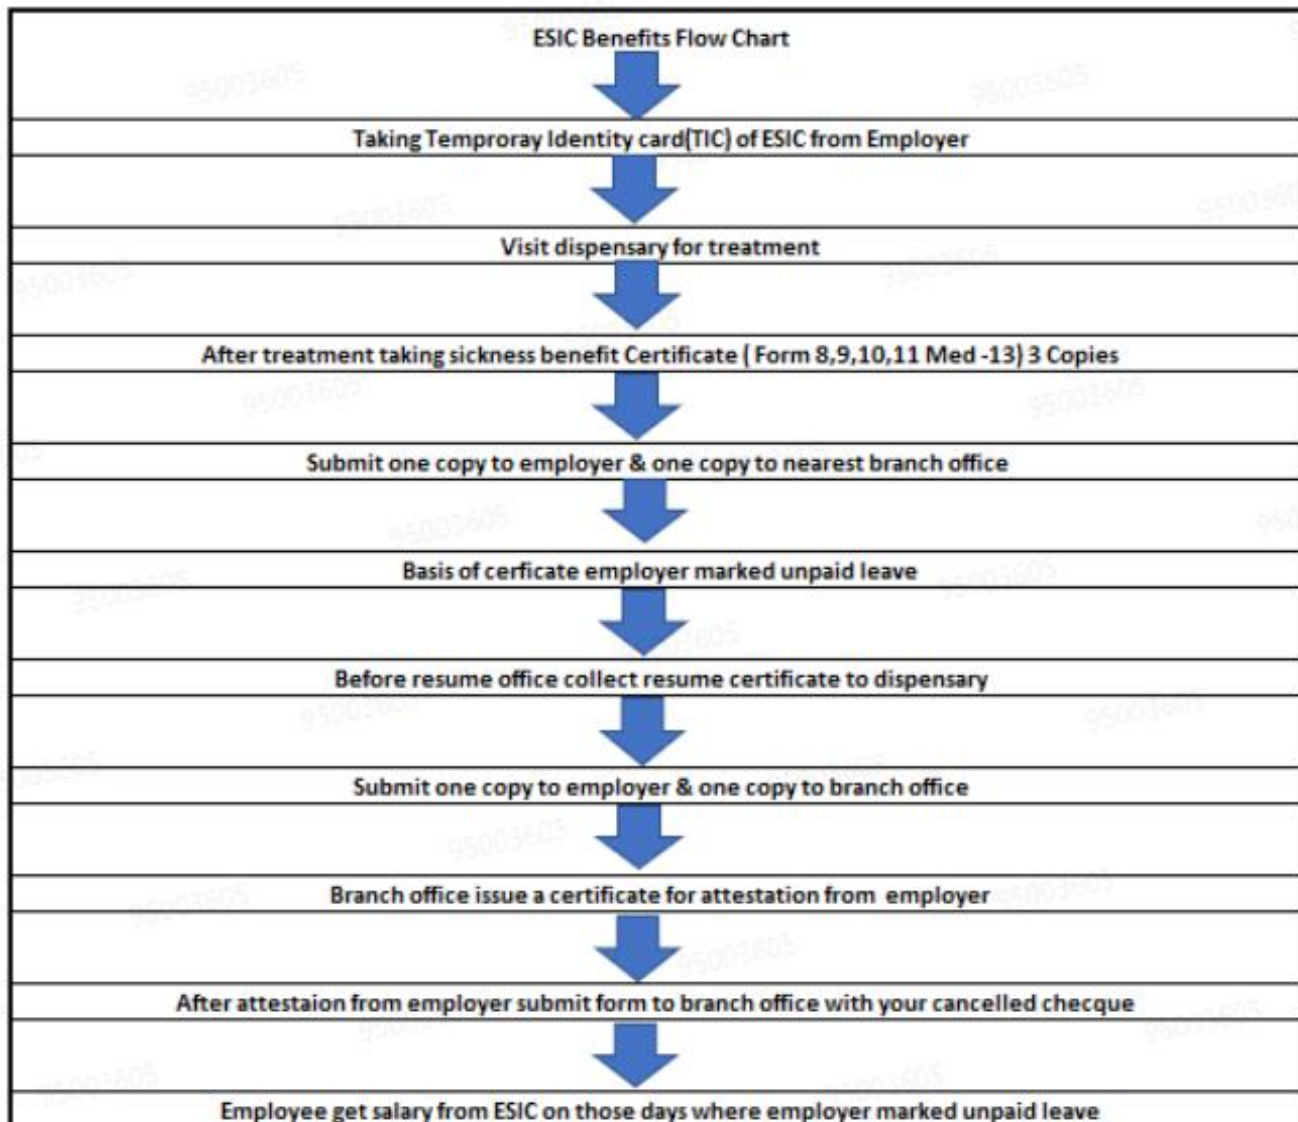 ESIC Benefits Flow Chart
Taking Temproray Identity card(TIC) of ESIC from Employer
Visit dispensary for treatment
After treatment taking sickness benefit Certificate ( Form 8,9,10,11 Med -13) 3 Copies
Submit one copy to employer & one copy to nearest branch office
Basis of cerficate employer marked unpaid leave
Before resume office collect resume certificate to dispensary
Submit one copy to employer & one copy to branch office
Branch office issue a certificate for attestation from  employer
After attestaion from employer submit form to branch office with your cancelled checque
Employee get salary from ESIC on those days where employer marked unpaid leave
95003605